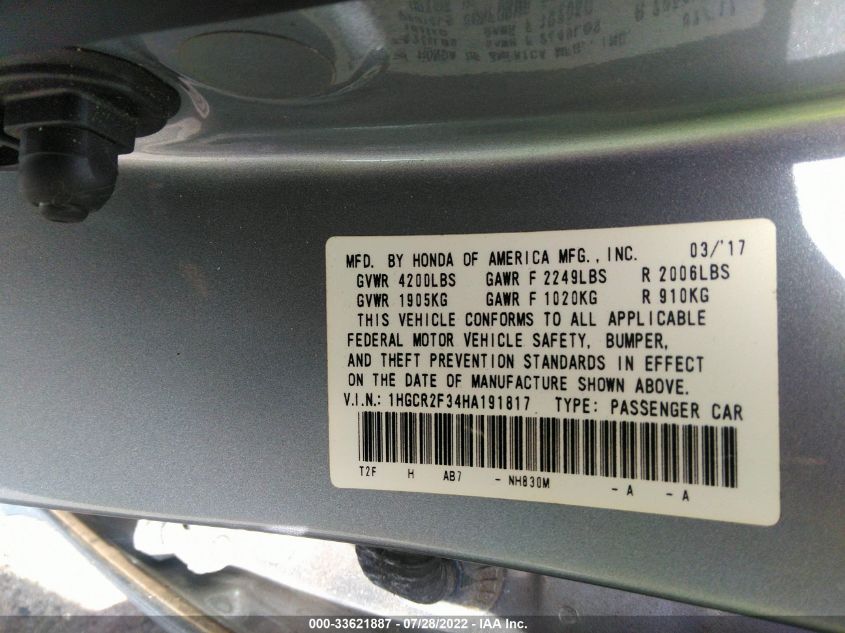 MFD. BY HONDA OF AMERICA MFG., INC. 03/'17
GVWR 4200LBS GAWR F 2249LBS R 2006LBS
GVWR 1905KG GAWR F 1020KG R 910KG
THIS VEHICLE CONFORMS TO ALL APPLICABLE
FEDERAL MOTOR VEHICLE SAFETY, BUMPER,
AND THEFT PREVENTION STANDARDS IN EFFECT
ON THE DATE OF MANUFACTURE SHOWN ABOVE.
V.I.N.: 1HGCR2F34HA191817 TYPE: PASSENGER CAR
T2F H AB7 - NH830M - A - A
000-33621887 - 07/28/2022 - IAA Inc.